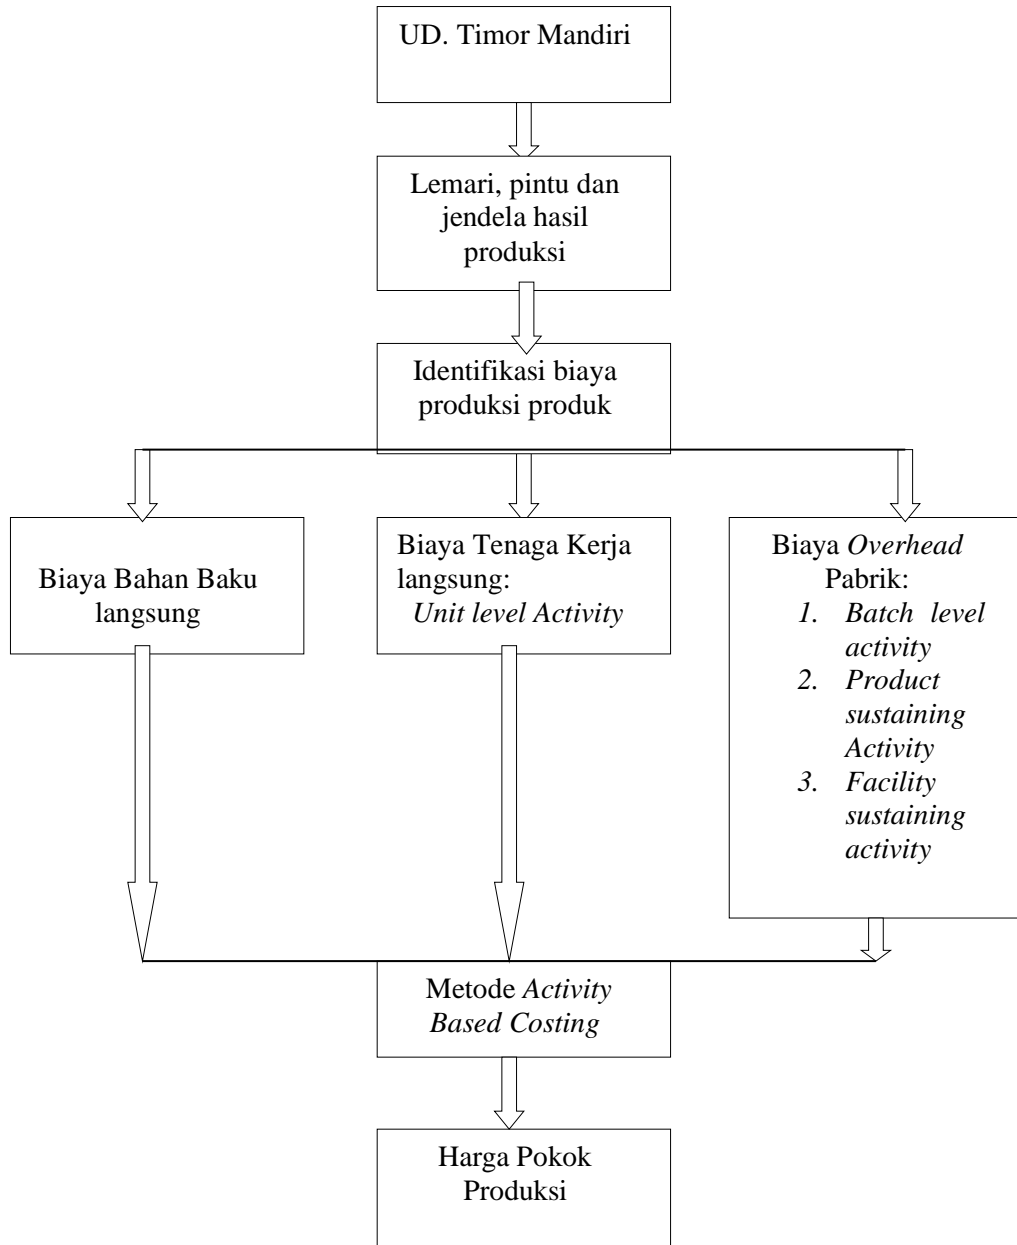 UD. Timor Mandiri
Lemari, pintu dan
jendela hasil
produksi
Identifikasi biaya
produksi produk
Biaya Bahan Baku
langsung
Biaya Tenaga Kerja
langsung:
Unit level Activity
Biaya Overhead
Pabrik:
1. Batch level
activity
2. Product
sustaining
Activity
3. Facility
sustaining
activity
Metode Activity
Based Costing
Harga Pokok
Produksi